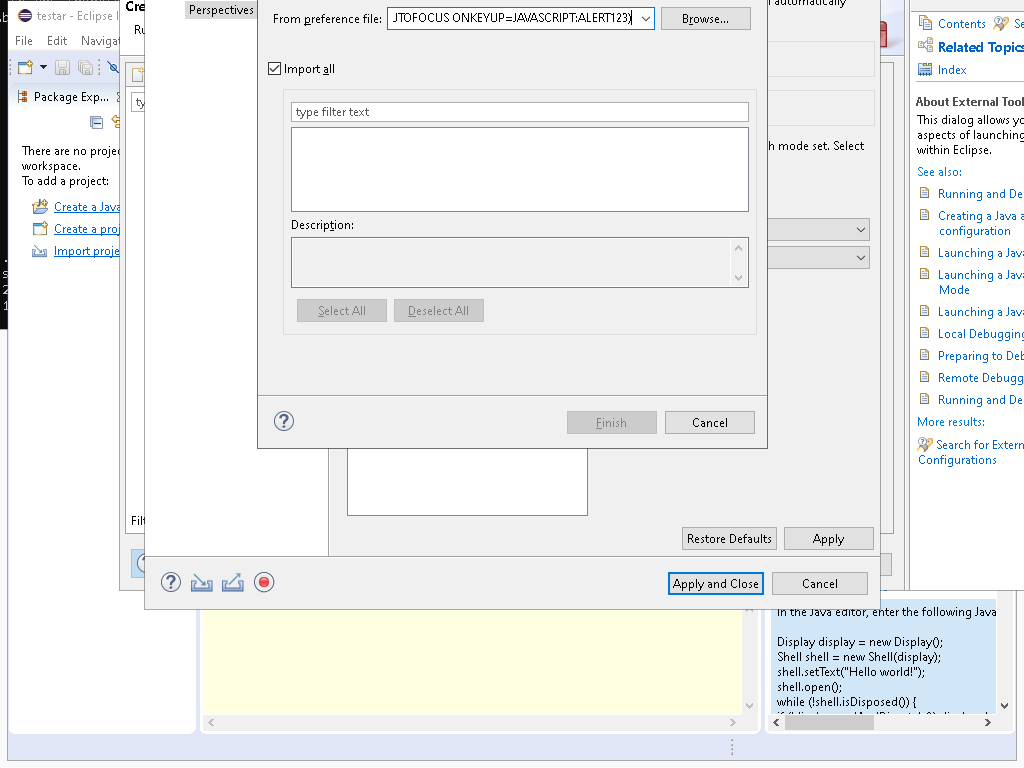 testar - Eclipse I
File Edit Navigat
Package Exp...
There are no proje
workspace.
To add a project:
Create a Java
Create a proj
Import proje
Cre
Ru
ty
Filt
Perspectives
From preference file: JTOFOCUS ONKEYUP=JAVASCRIPT:ALERT123) Browse...
Import all
type filter text
Description:
Select All Deselect All
Finish Cancel
automatically
h mode set. Select
Restore Defaults Apply
Apply and Close Cancel
Contents Se
Related Topics
Index
About External Tool
This dialog allows yo
aspects of launching
within Eclipse.
See also:
Running and De
Creating a Java a
configuration
Launching a Java
Launching a Java
Mode
Launching a Java
Local Debugging
Preparing to Deb
Remote Debugg
Running and De
More results:
Search for Extern
Configurations
In the Java editor, enter the following Java
Display display = new Display();
Shell shell = new Shell(display);
shell.setText("Hello world!");
shell.open();
while (!shell.isDisposed()) {